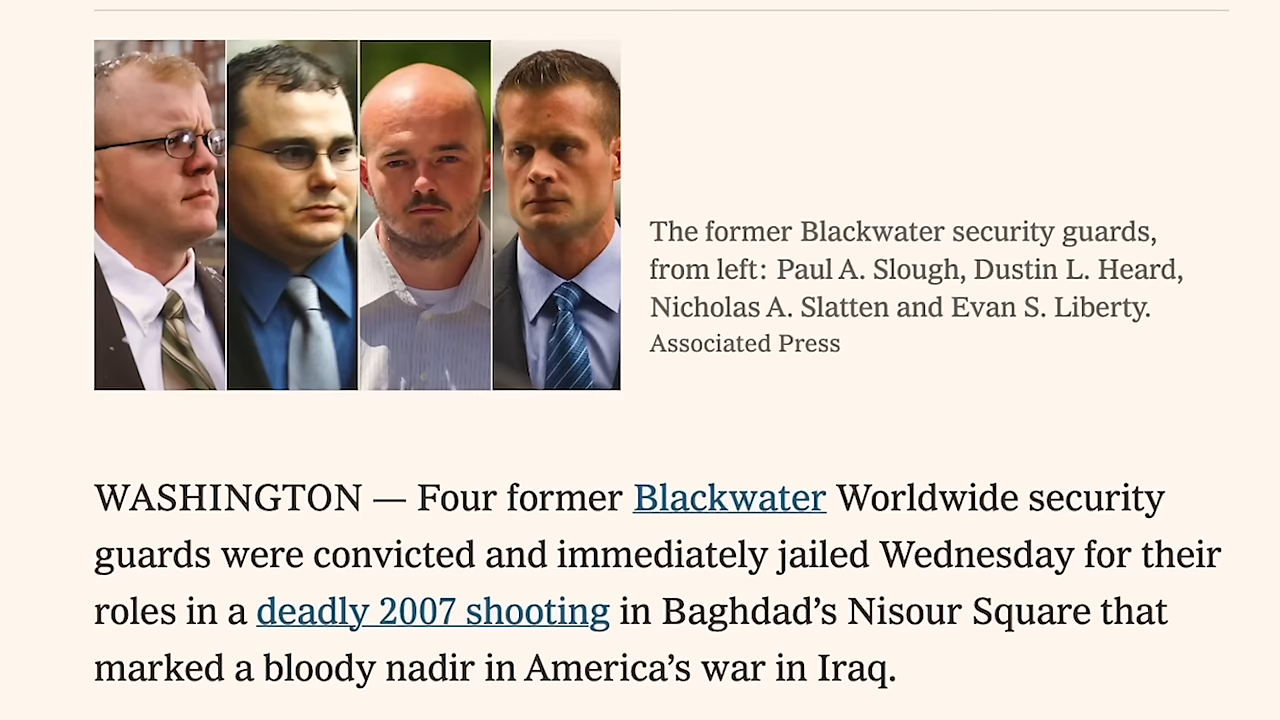 The former Blackwater security guards,
from left: Paul A. Slough, Dustin L. Heard,
Nicholas A. Slatten and Evan S. Liberty.
Associated Press
WASHINGTON — Four former Blackwater Worldwide security
guards were convicted and immediately jailed Wednesday for their
roles in a deadly 2007 shooting in Baghdad’s Nisour Square that
marked a bloody nadir in America’s war in Iraq.